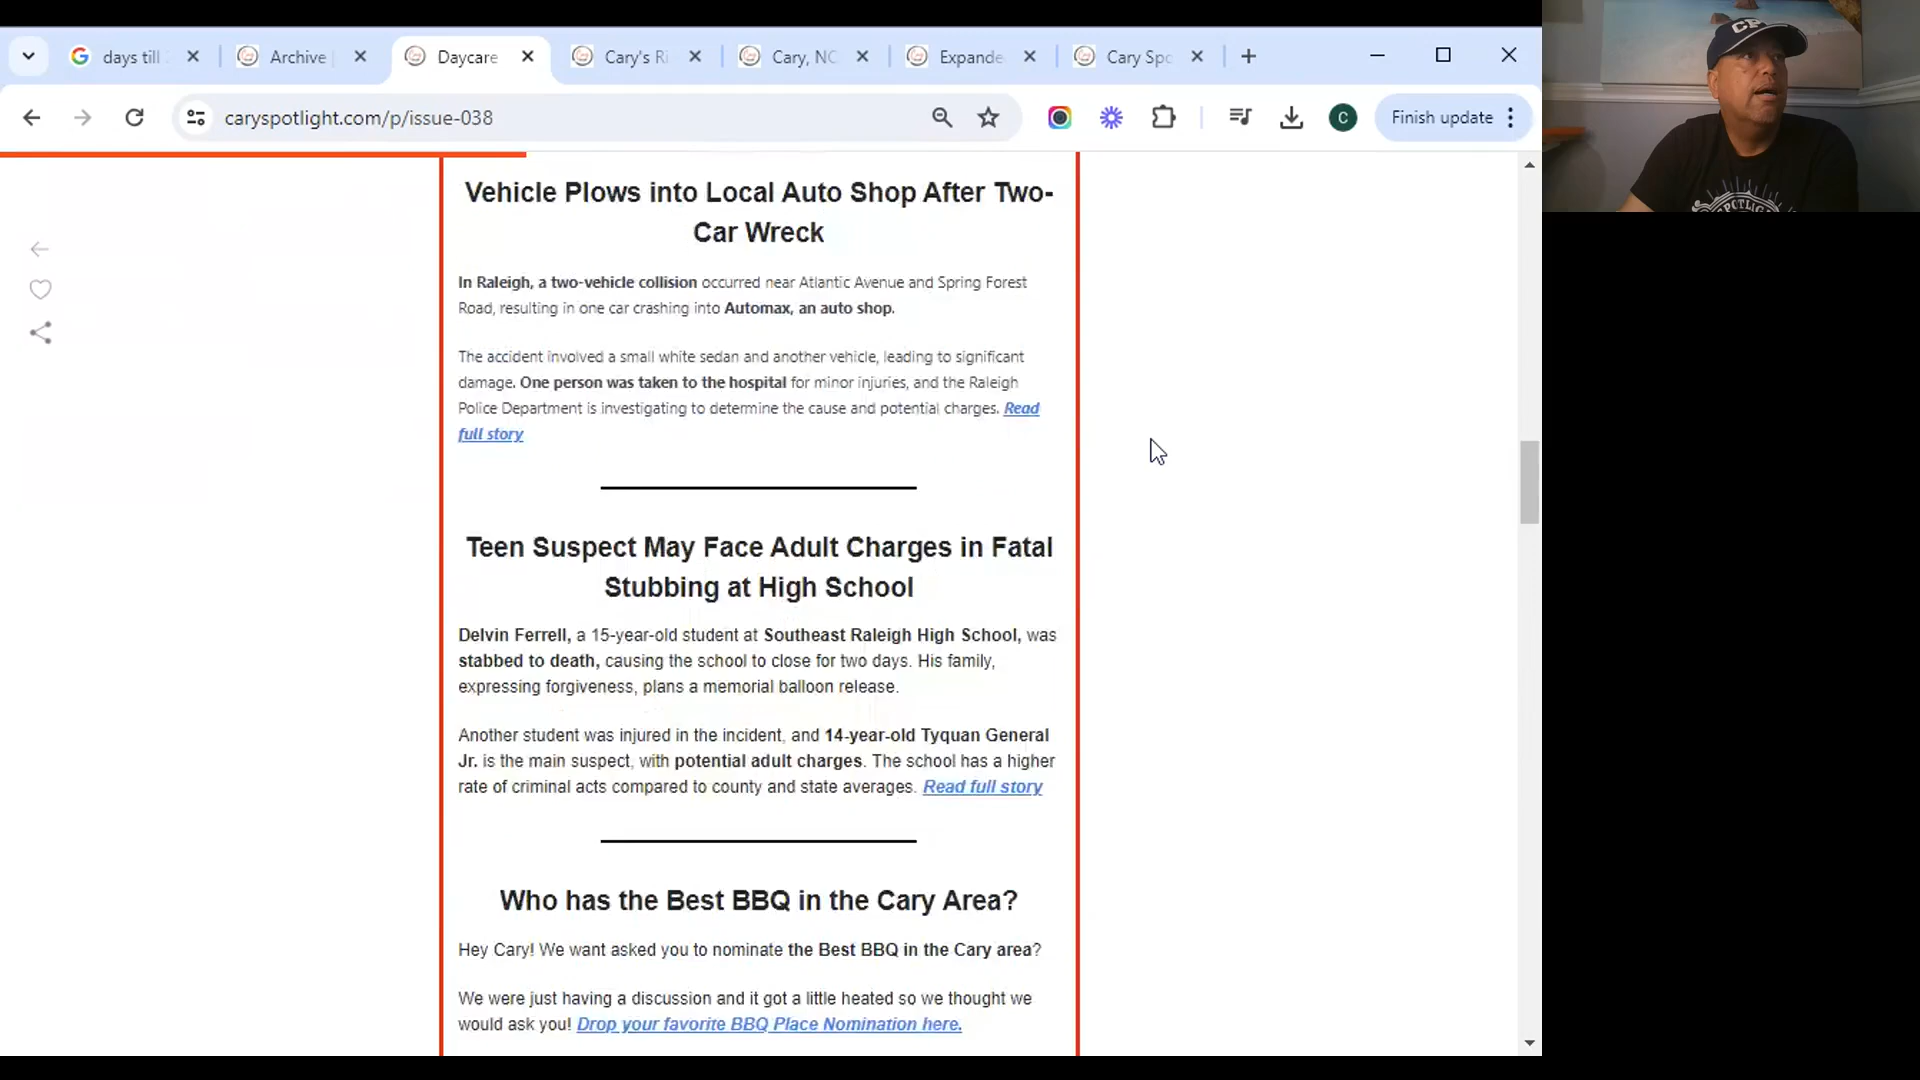 days till
Archive
Daycare
Cary's Ri
Cary, NC
Expande
Cary Spo
caryspotlight.com/p/issue-038
C
Finish update
Vehicle Plows into Local Auto Shop After Two-
Car Wreck
In Raleigh, a two-vehicle collision occurred near Atlantic Avenue and Spring Forest
Road, resulting in one car crashing into Automax, an auto shop.
The accident involved a small white sedan and another vehicle, leading to significant
damage. One person was taken to the hospital for minor injuries, and the Raleigh
Police Department is investigating to determine the cause and potential charges. Read
full story
Teen Suspect May Face Adult Charges in Fatal
Stubbing at High School
Delvin Ferrell, a 15-year-old student at Southeast Raleigh High School, was
stabbed to death, causing the school to close for two days. His family,
expressing forgiveness, plans a memorial balloon release.
Another student was injured in the incident, and 14-year-old Tyquan General
Jr. is the main suspect, with potential adult charges. The school has a higher
rate of criminal acts compared to county and state averages. Read full story
Who has the Best BBQ in the Cary Area?
Hey Cary! We want asked you to nominate the Best BBQ in the Cary area?
We were just having a discussion and it got a little heated so we thought we
would ask you! Drop your favorite BBQ Place Nomination here.